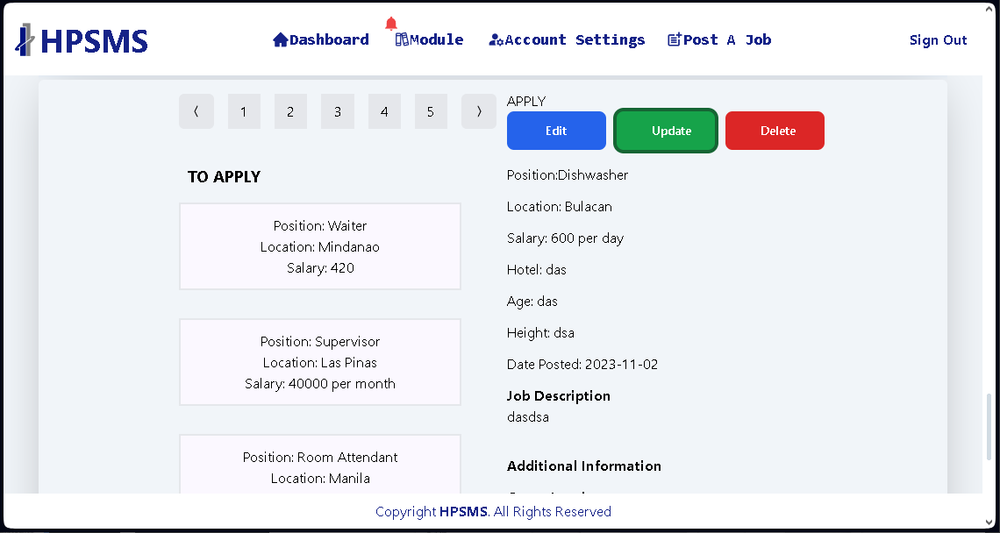 HPSMS
Dashboard
Module
Account Settings
Post A Job
Sign Out
⟨ 1 2 3 4 5 ⟩
TO APPLY
Position: Waiter
Location: Mindanao
Salary: 420
Position: Supervisor
Location: Las Pinas
Salary: 40000 per month
Position: Room Attendant
Location: Manila
APPLY
Edit
Update
Delete
Position:Dishwasher
Location: Bulacan
Salary: 600 per day
Hotel: das
Age: das
Height: dsa
Date Posted: 2023-11-02
Job Description
dasdsa
Additional Information
Copyright HPSMS. All Rights Reserved